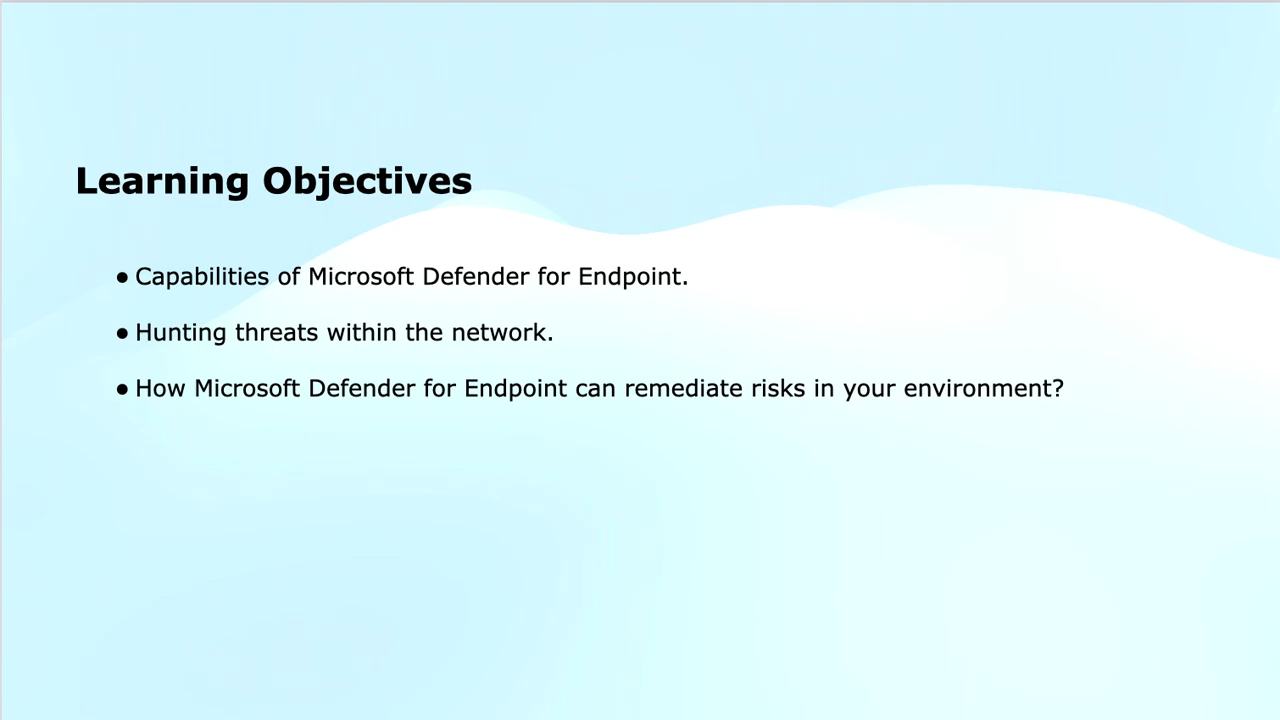 Learning Objectives
● Capabilities of Microsoft Defender for Endpoint.
● Hunting threats within the network.
● How Microsoft Defender for Endpoint can remediate risks in your environment?